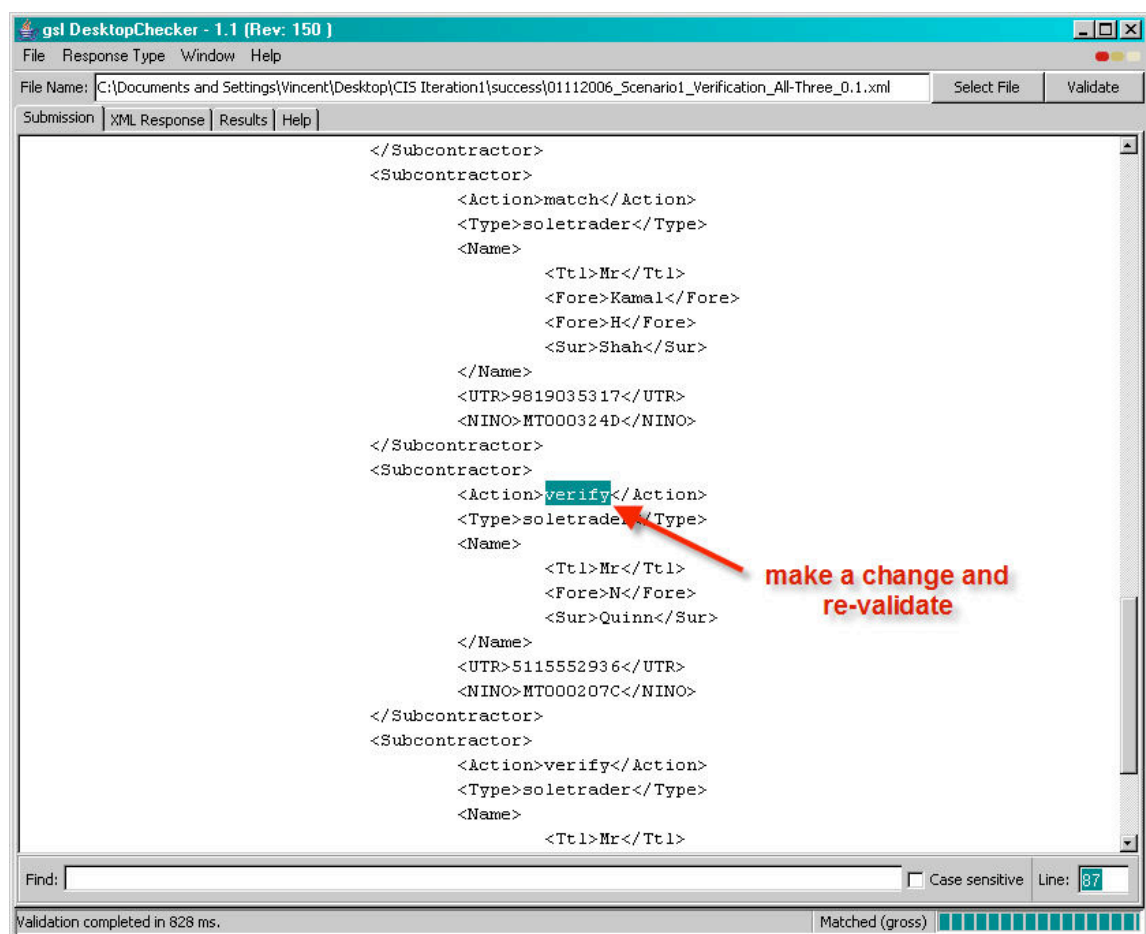 gsl DesktopChecker - 1.1 (Rev: 150 )
File Response Type Window Help
File Name: C:\Documents and Settings\Vincent\Desktop\CIS Iteration1\success\01112006_Scenario1_Verification_All-Three_0.1.xml Select File Validate
Submission XML Response Results Help
</Subcontractor>
<Subcontractor>
<Action>match</Action>
<Type>soletrader</Type>
<Name>
<Ttl>Mr</Ttl>
<Fore>Kamal</Fore>
<Fore>H</Fore>
<Sur>Shah</Sur>
</Name>
<UTR>9819035317</UTR>
<NINO>MT000324D</NINO>
</Subcontractor>
<Subcontractor>
<Action>verify</Action>
<Type>soletrader</Type>
<Name>
<Ttl>Mr</Ttl>
<Fore>N</Fore>
<Sur>Quinn</Sur>
make a change and
re-validate
</Name>
<UTR>5115552936</UTR>
<NINO>MT000207C</NINO>
</Subcontractor>
<Subcontractor>
<Action>verify</Action>
<Type>soletrader</Type>
<Name>
<Ttl>Mr</Ttl>
Find: Case sensitive Line: 87
Validation completed in 828 ms. Matched (gross)